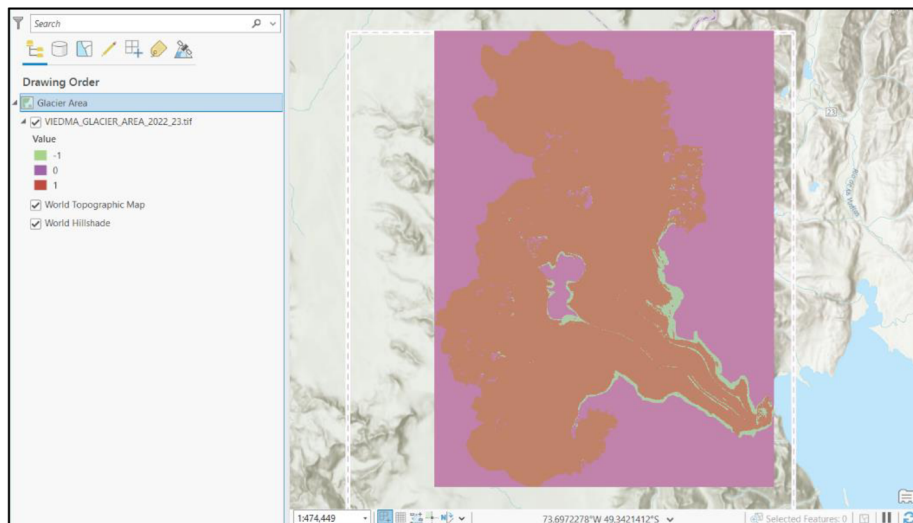 Search
Drawing Order
Glacier Area
VIEDMA_GLACIER_AREA_2022_23.tif
Value
-1
0
1
World Topographic Map
World Hillshade
23
1:474,449
73.6972278°W 49.3421412°S
Selected Features: 0